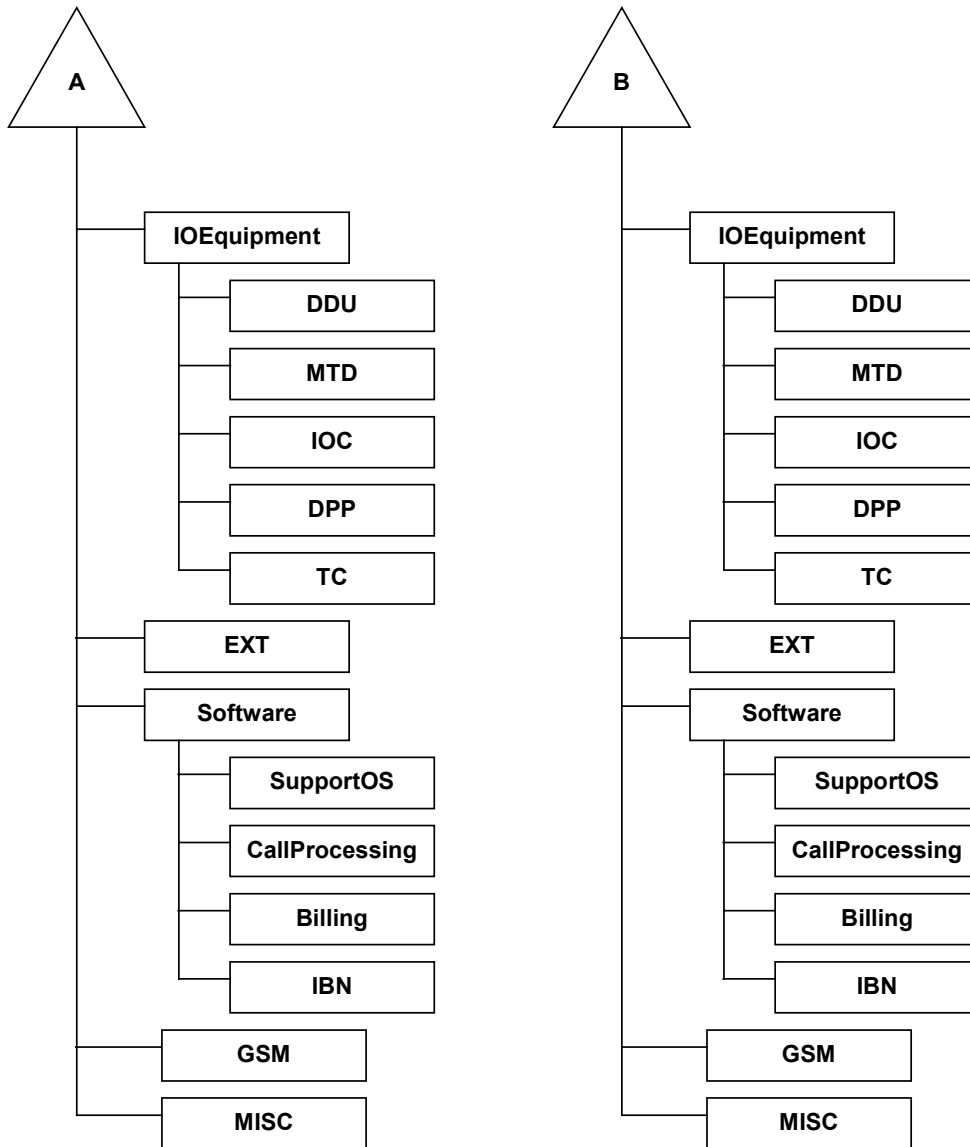 A
IOEquipment
DDU
MTD
IOC
DPP
TC
EXT
Software
SupportOS
CallProcessing
Billing
IBN
GSM
MISC
B
IOEquipment
DDU
MTD
IOC
DPP
TC
EXT
Software
SupportOS
CallProcessing
Billing
IBN
GSM
MISC